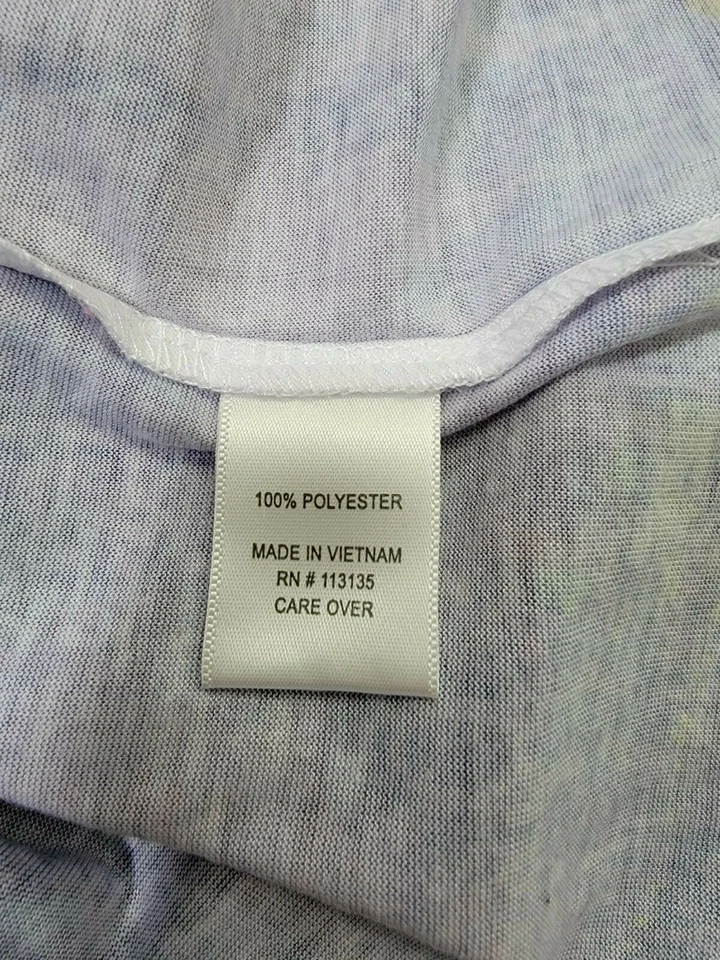 100% POLYESTER
MADE IN VIETNAM
RN # 113135
CARE OVER